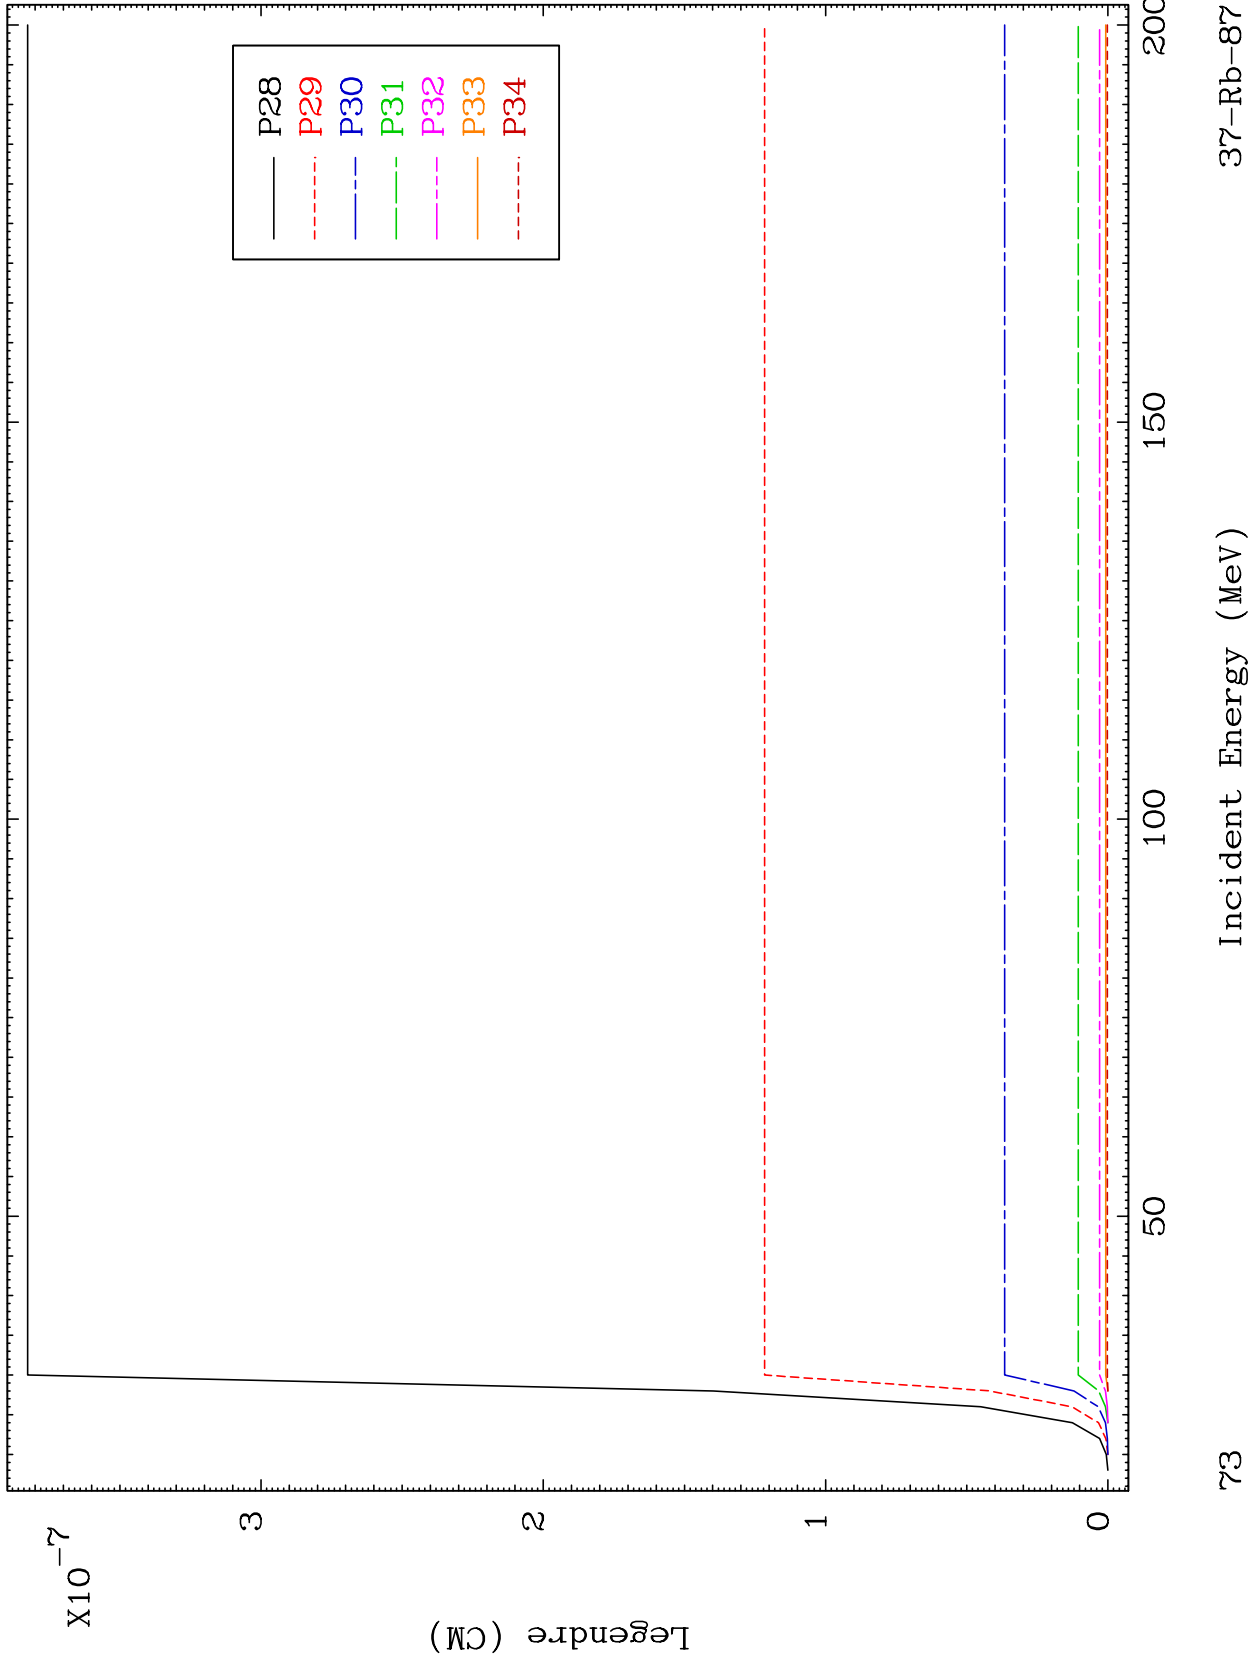 X10^-7
Legendre (CM)
3
2
1
0
P28
P29
P30
P31
P32
P33
P34
50
100
150
200
Incident Energy (MeV)
73
37-Rb-87